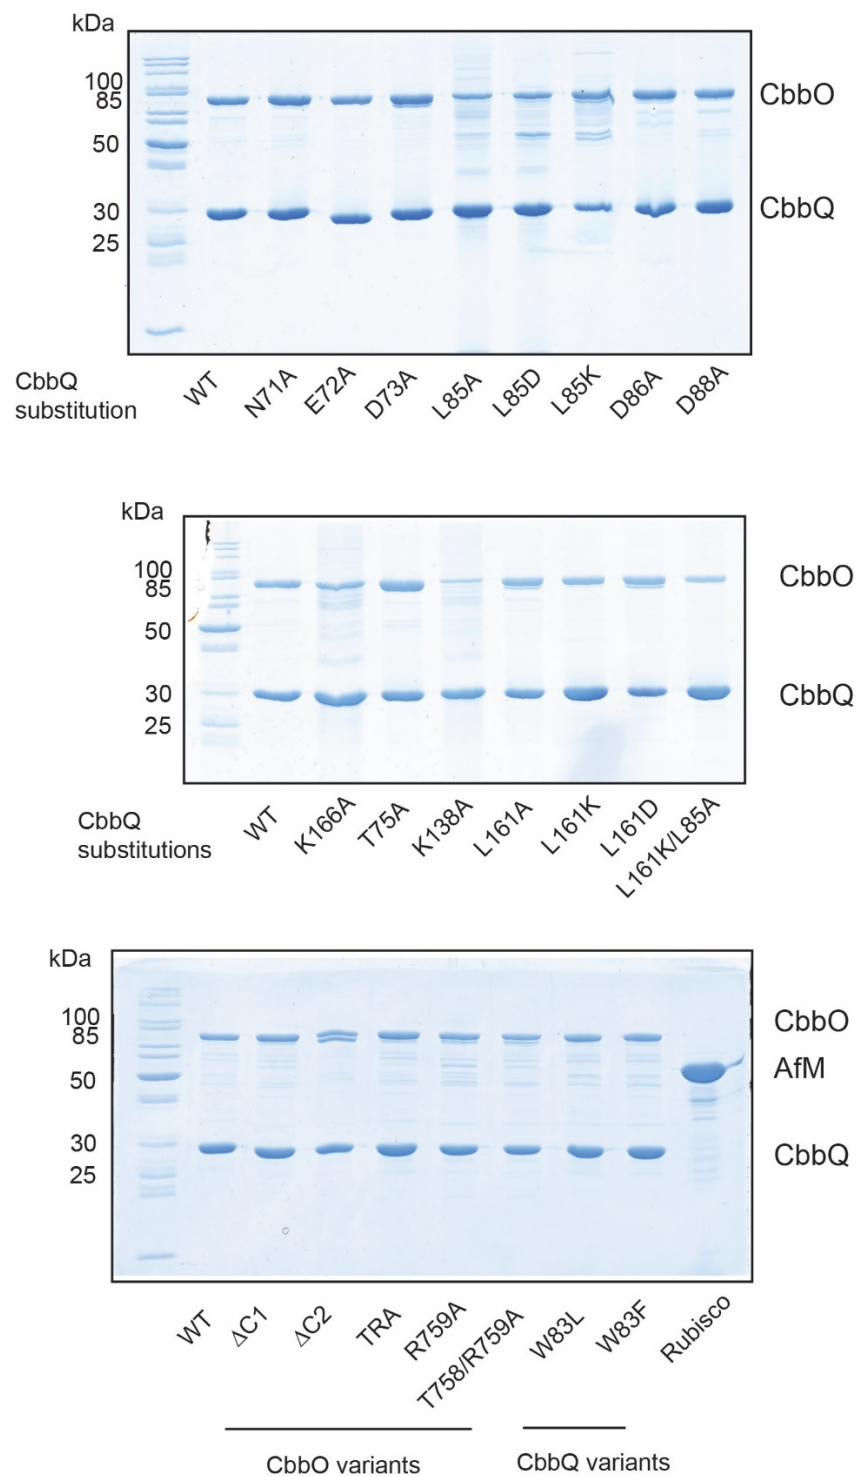 kDa
100
85
50
30
25
CbbO
CbbQ
CbbQ
substitution
WT N71A E72A D73A L85A L85D L85K D86A D88A
kDa
100
85
50
30
25
CbbO
CbbQ
CbbQ
substitutions
WT K166A T75A K138A L161A L161K L161D L161K/L85A
kDa
100
85
50
30
25
CbbO
AfM
CbbQ
WT ΔC1 ΔC2 TRA R759A T758/R759A W83L W83F Rubisco
CbbO variants
CbbQ variants